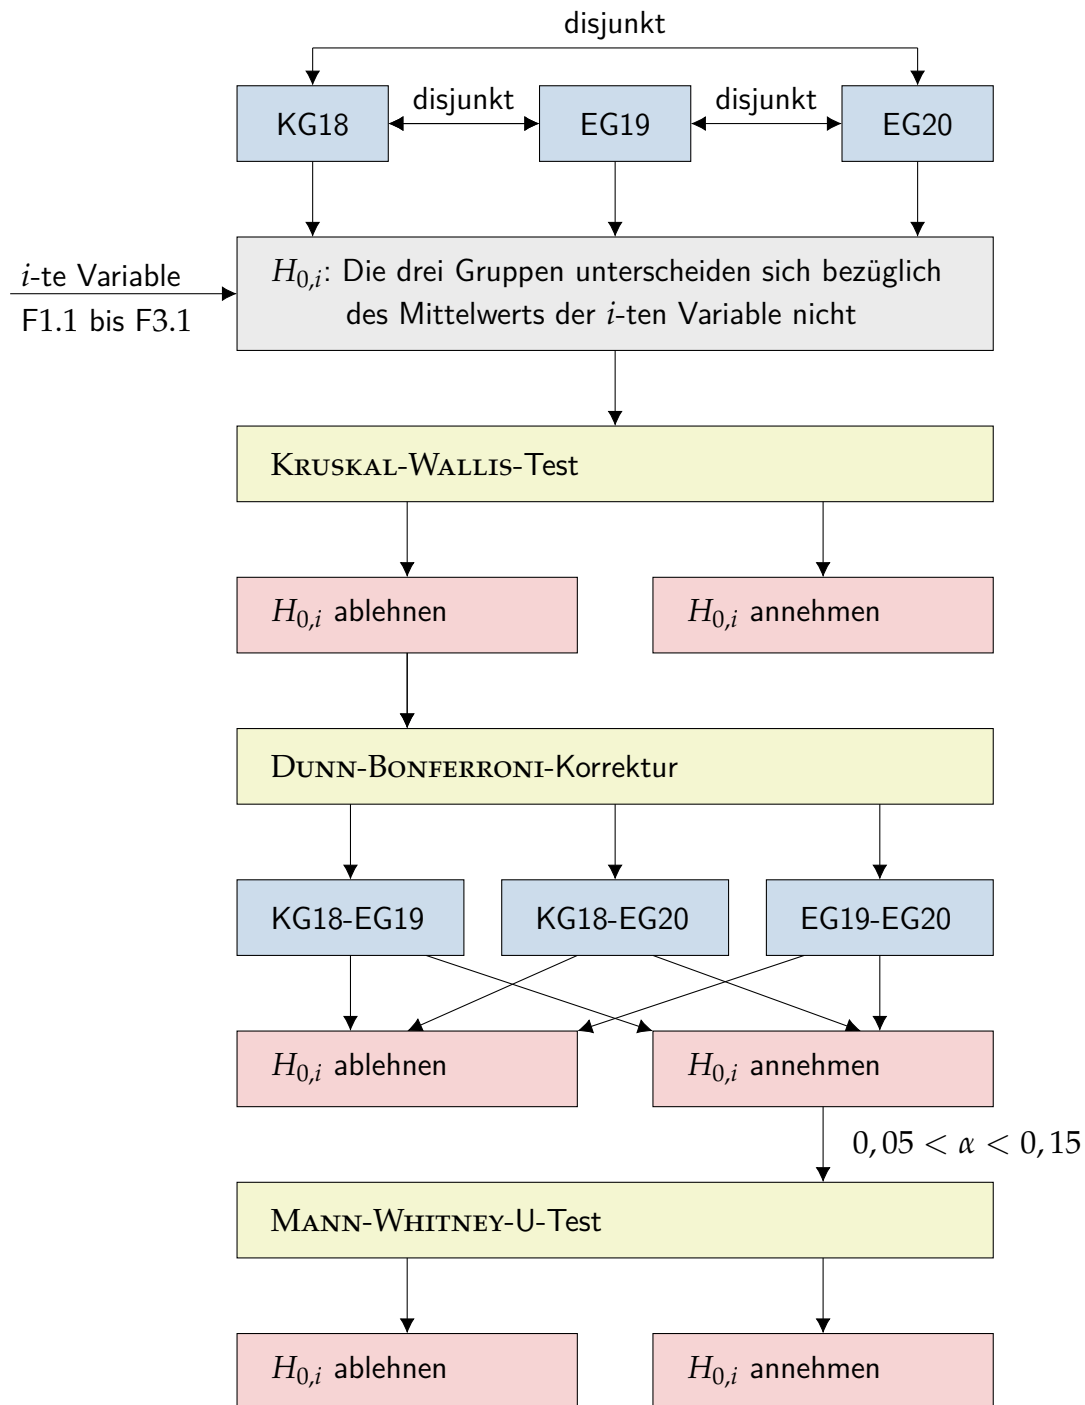 disjunkt
KG18
disjunkt
EG19
disjunkt
EG20
i-te Variable
F1.1 bis F3.1
H0,i: Die drei Gruppen unterscheiden sich bezüglich
des Mittelwerts der i-ten Variable nicht
KRUSKAL-WALLIS-Test
H0,i ablehnen
H0,i annehmen
DUNN-BONFERRONI-Korrektur
KG18-EG19
KG18-EG20
EG19-EG20
H0,i ablehnen
H0,i annehmen
0,05 < α < 0,15
MANN-WHITNEY-U-Test
H0,i ablehnen
H0,i annehmen